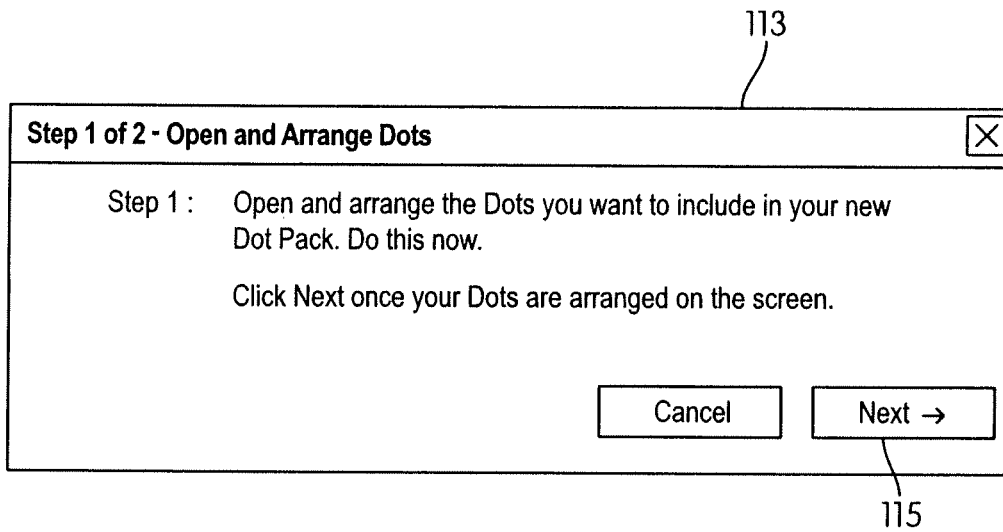 113
Step 1 of 2 - Open and Arrange Dots
Step 1 : Open and arrange the Dots you want to include in your new
Dot Pack. Do this now.
Click Next once your Dots are arranged on the screen.
Cancel Next →
115